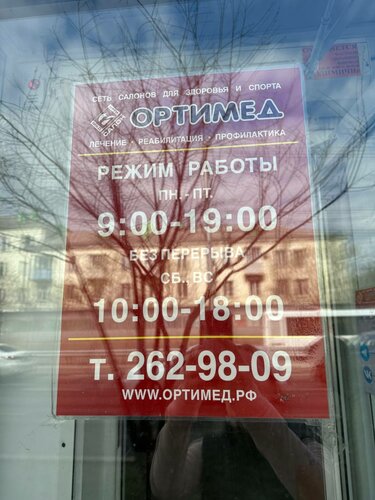 СЕТЬ САЛОНОВ ДЛЯ ЗДОРОВЬЯ И СПОРТА
ОРТИМЕД
ЛЕЧЕНИЕ • РЕАБИЛИТАЦИЯ • ПРОФИЛАКТИКА
РЕЖИМ РАБОТЫ
ПН. - ПТ.
9:00-19:00
БЕЗ ПЕРЕРЫВА
СБ., ВС
10:00-18:00
т. 262-98-09
WWW.ОРТИМЕД.РФ